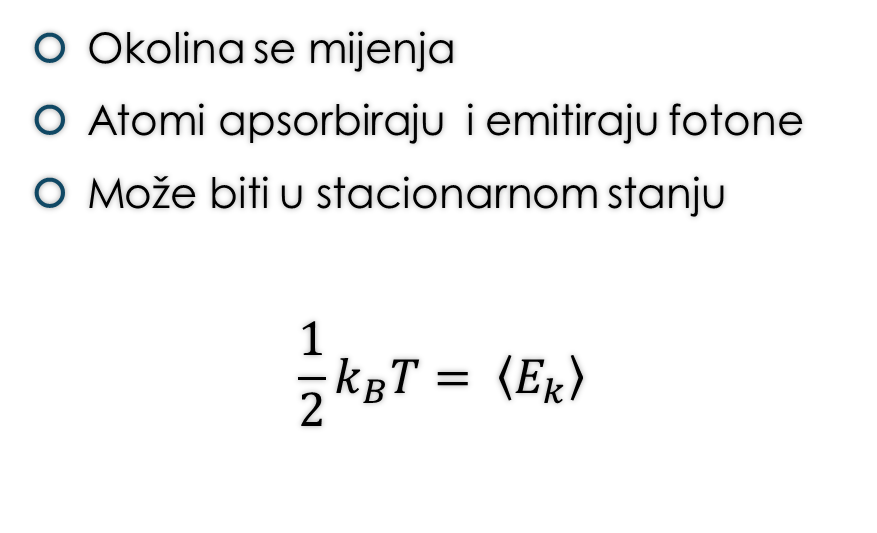 Okolina se mijenja
Atomi apsorbiraju i emitiraju fotone
Može biti u stacionarnom stanju
1/2 k_B T = ⟨E_k⟩